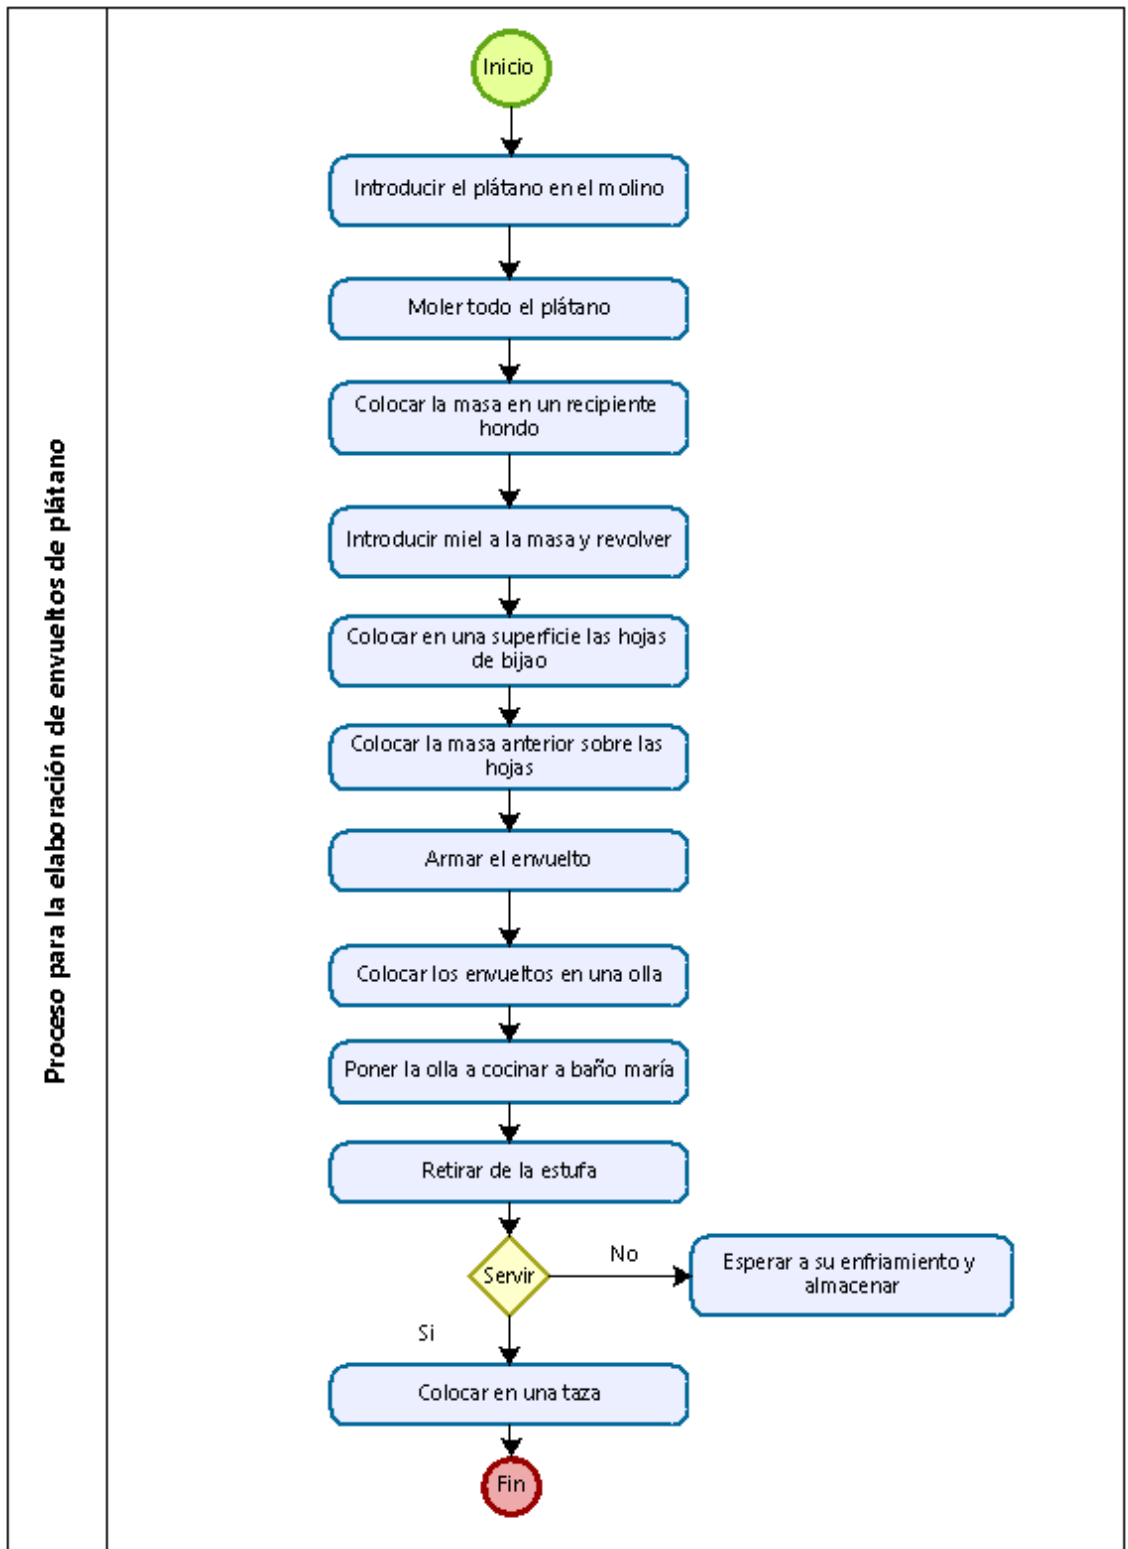 Proceso para la elaboración de envueltos de plátano
Inicio
Introducir el plátano en el molino
Moler todo el plátano
Colocar la masa en un recipiente
hondo
Introducir miel a la masa y revolver
Colocar en una superficie las hojas
de bijao
Colocar la masa anterior sobre las
hojas
Armar el envuelto
Colocar los envueltos en una olla
Poner la olla a cocinar a baño maría
Retirar de la estufa
Servir
No
Esperar a su enfriamiento y
almacenar
Si
Colocar en una taza
Fin